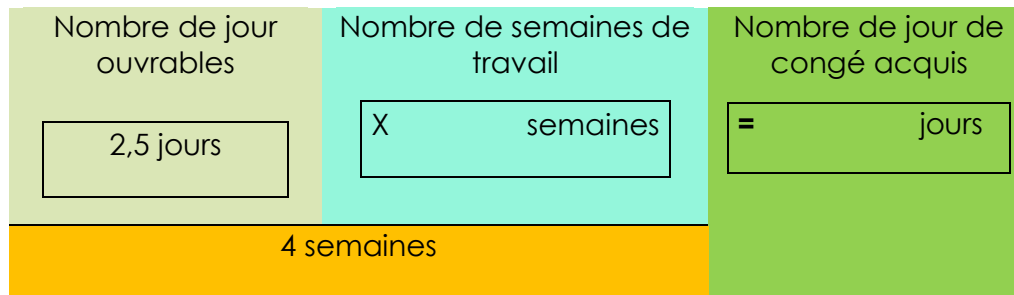 Nombre de jour
ouvrables
2,5 jours
Nombre de semaines de
travail
X semaines
Nombre de jour de
congé acquis
= jours
4 semaines